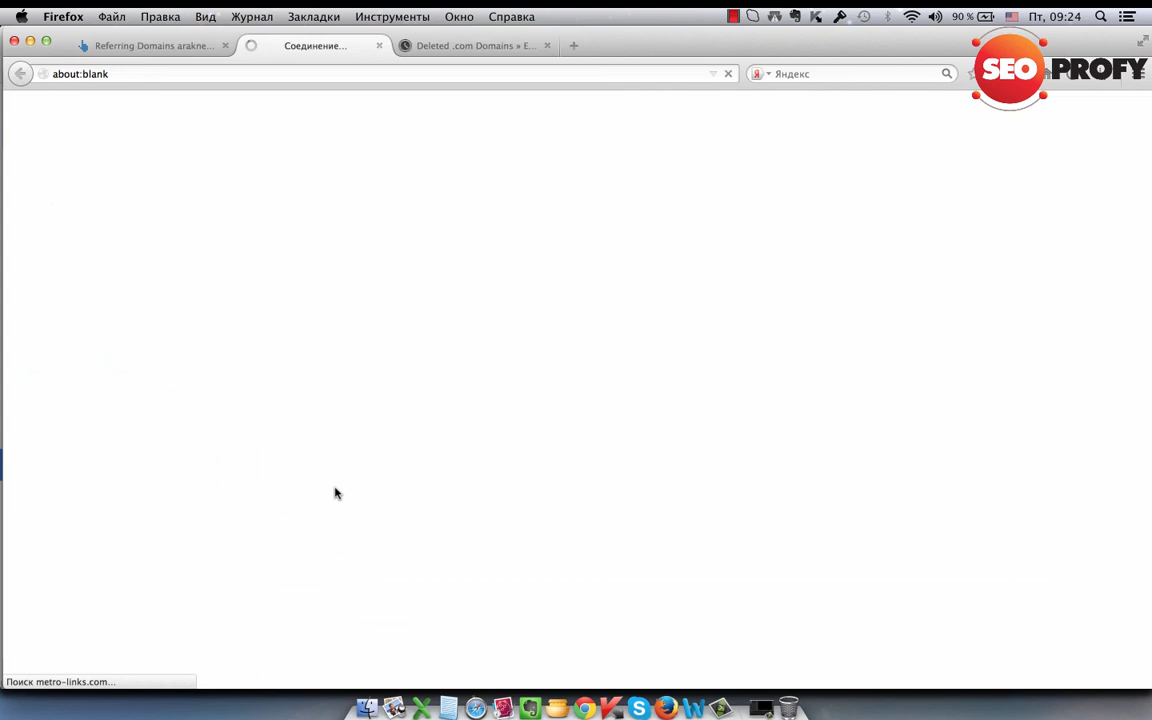 Firefox Файл Правка Вид Журнал Закладки Инструменты Окно Справка 90 % Пт, 09:24
Referring Domains arakne... Соединение... Deleted .com Domains » E...
about:blank Яндекс
SEO PROFY
Поиск metro-links.com...